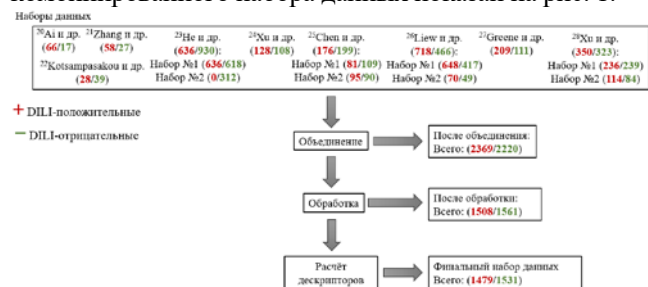 Наборы данных
²⁰Ai и др. ²¹Zhang и др. ²³He и др. ²⁴Xu и др. ²⁵Chen и др. ²⁶Liew и др. ²⁷Greene и др. ²⁸Xu и др.
(66/17) (58/27) (636/930): (128/108) (176/199): (718/466): (209/111) (350/323):
²²Kotsampasakou и др. Набор №1 (636/618) Набор №1 (81/109) Набор №1 (648/417) Набор №1 (236/239)
(28/39) Набор №2 (0/312) Набор №2 (95/90) Набор №2 (70/49) Набор №2 (114/84)
+ DILI-положительные
− DILI-отрицательные
Объединение
После объединения:
Всего: (2369/2220)
Обработка
После обработки:
Всего: (1508/1561)
Расчёт
дескрипторов
Финальный набор данных
Всего: (1479/1531)